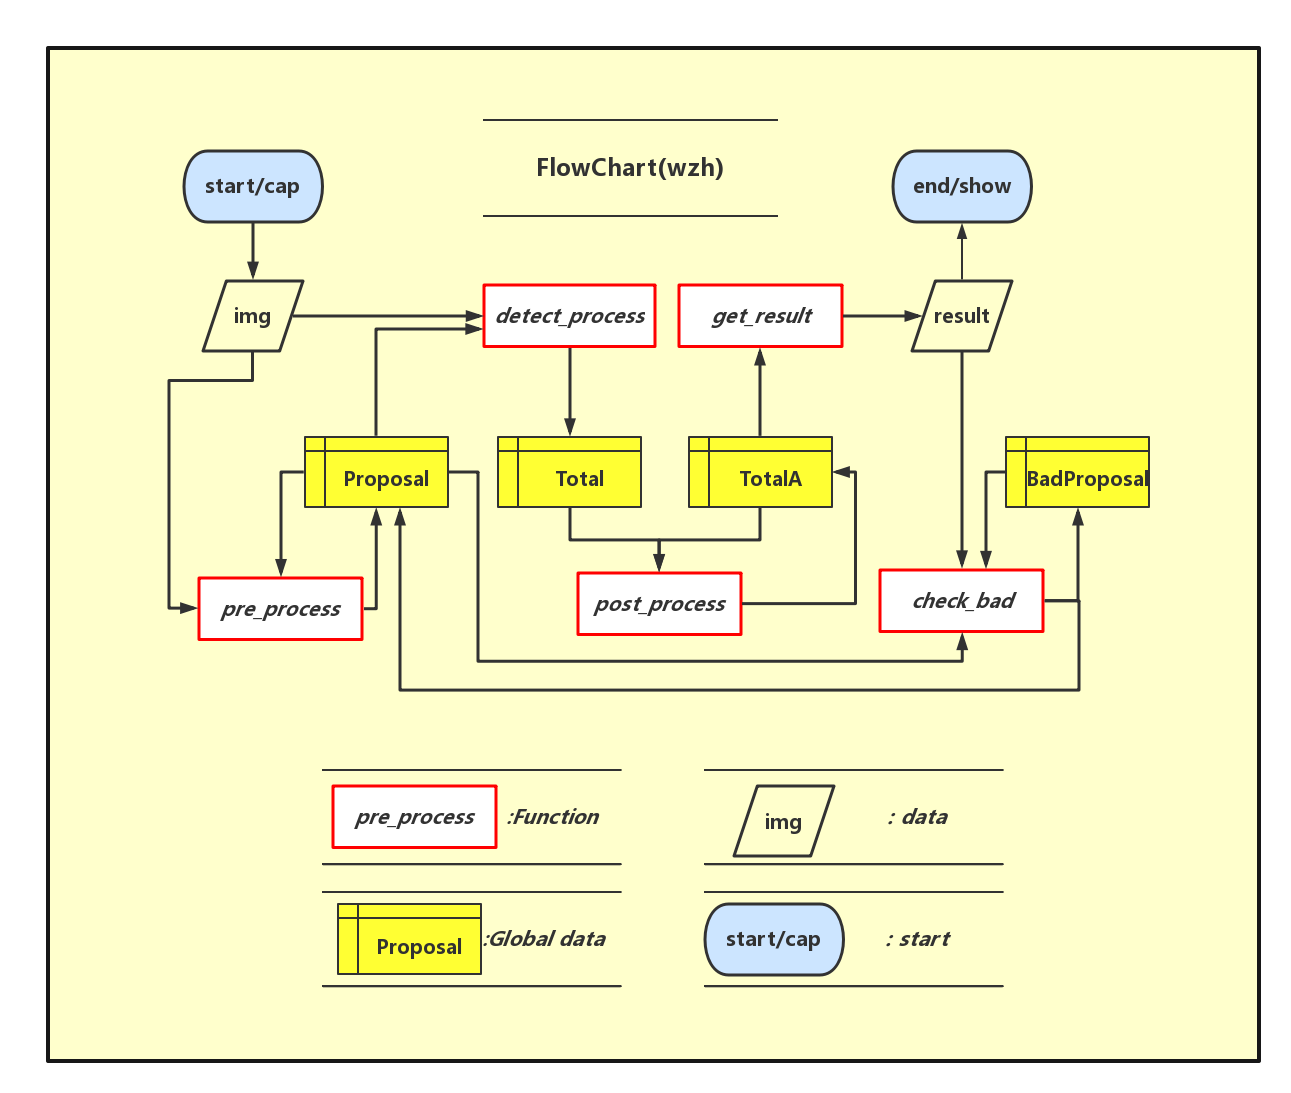 FlowChart(wzh)
start/cap
end/show
img
detect_process
get_result
result
Proposal
Total
TotalA
BadProposal
pre_process
post_process
check_bad
pre_process :Function
img : data
Proposal :Global data
start/cap : start